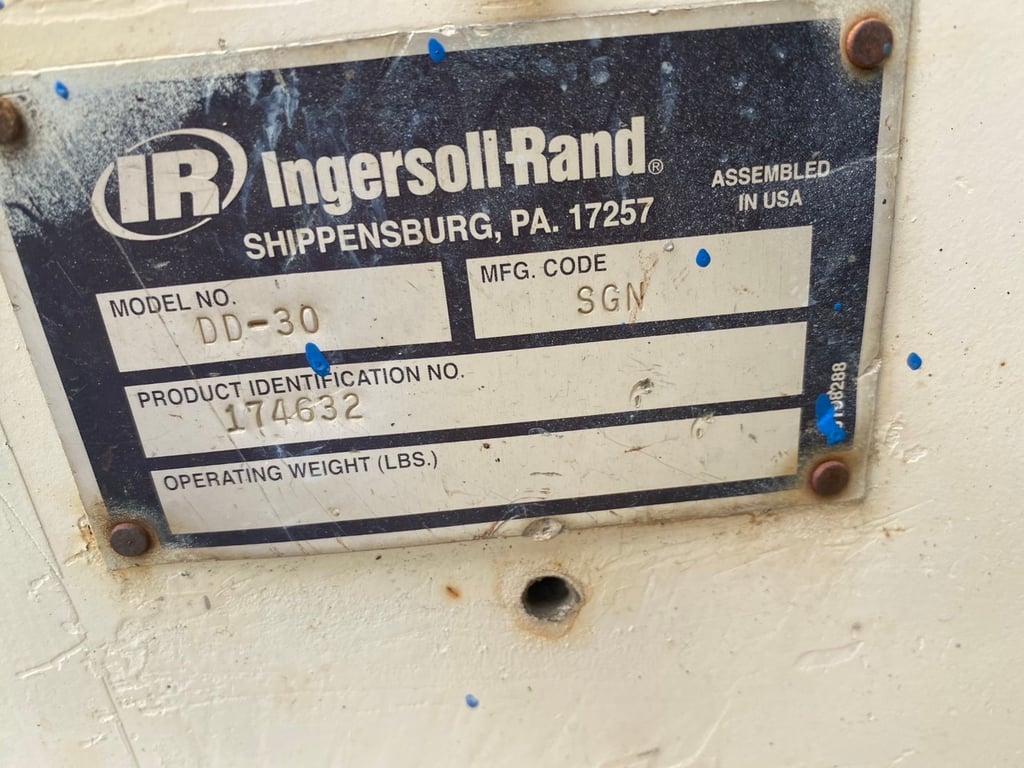 IR Ingersoll-Rand®
SHIPPENSBURG, PA. 17257
ASSEMBLED
IN USA
MODEL NO.
DD-30
MFG. CODE
SGN
PRODUCT IDENTIFICATION NO.
174632
OPERATING WEIGHT (LBS.)